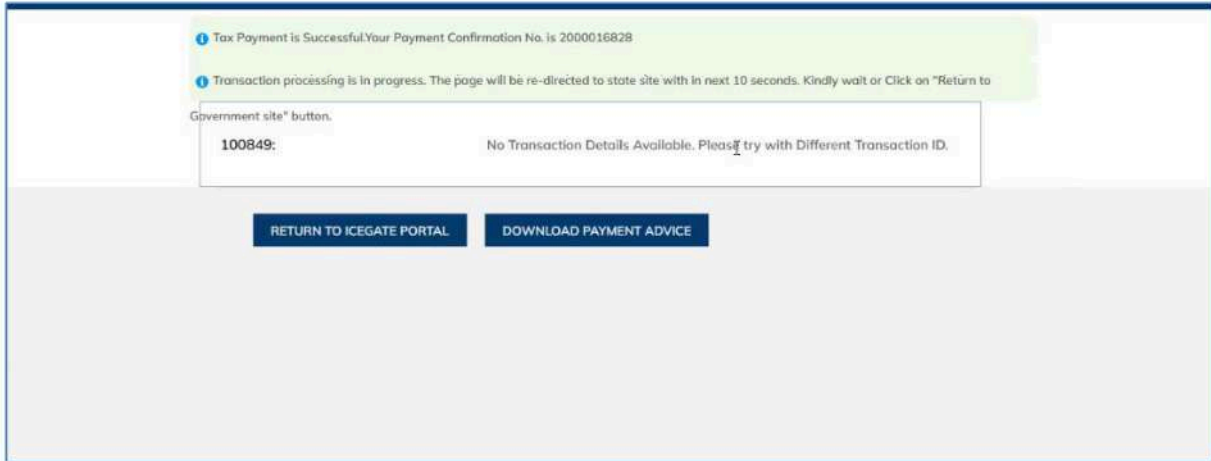 Tax Payment is Successful.Your Payment Confirmation No. is 2000016828
Transaction processing is in progress. The page will be re-directed to state site with in next 10 seconds. Kindly wait or Click on "Return to
Government site" button.
100849: No Transaction Details Available. Please try with Different Transaction ID.
RETURN TO ICEGATE PORTAL DOWNLOAD PAYMENT ADVICE